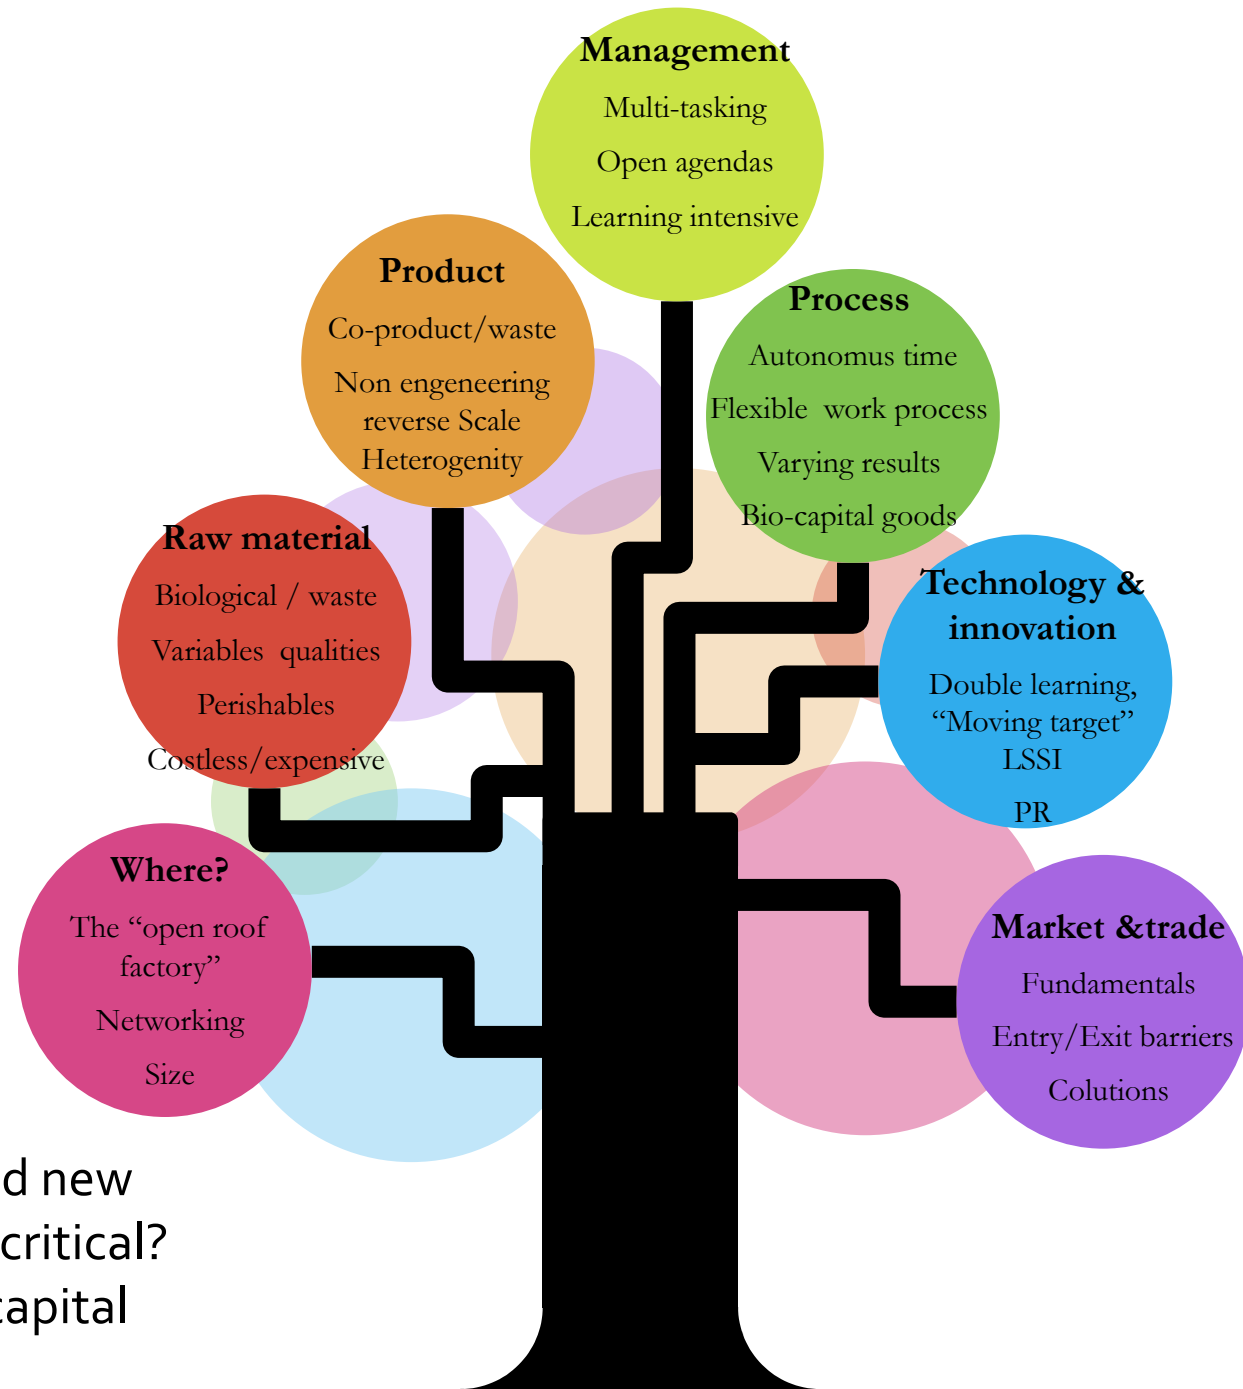 Management
Multi-tasking
Open agendas
Learning intensive
Product
Co-product/waste
Non engeneering
reverse Scale
Heterogenity
Process
Autonomus time
Flexible work process
Varying results
Bio-capital goods
Raw material
Biological / waste
Variables qualities
Perishables
Costless/expensive
Technology &
innovation
Double learning,
“Moving target”
LSSI
PR
Where?
The “open roof
factory”
Networking
Size
Market &trade
Fundamentals
Entry/Exit barriers
Colutions
d new
critical?
capital